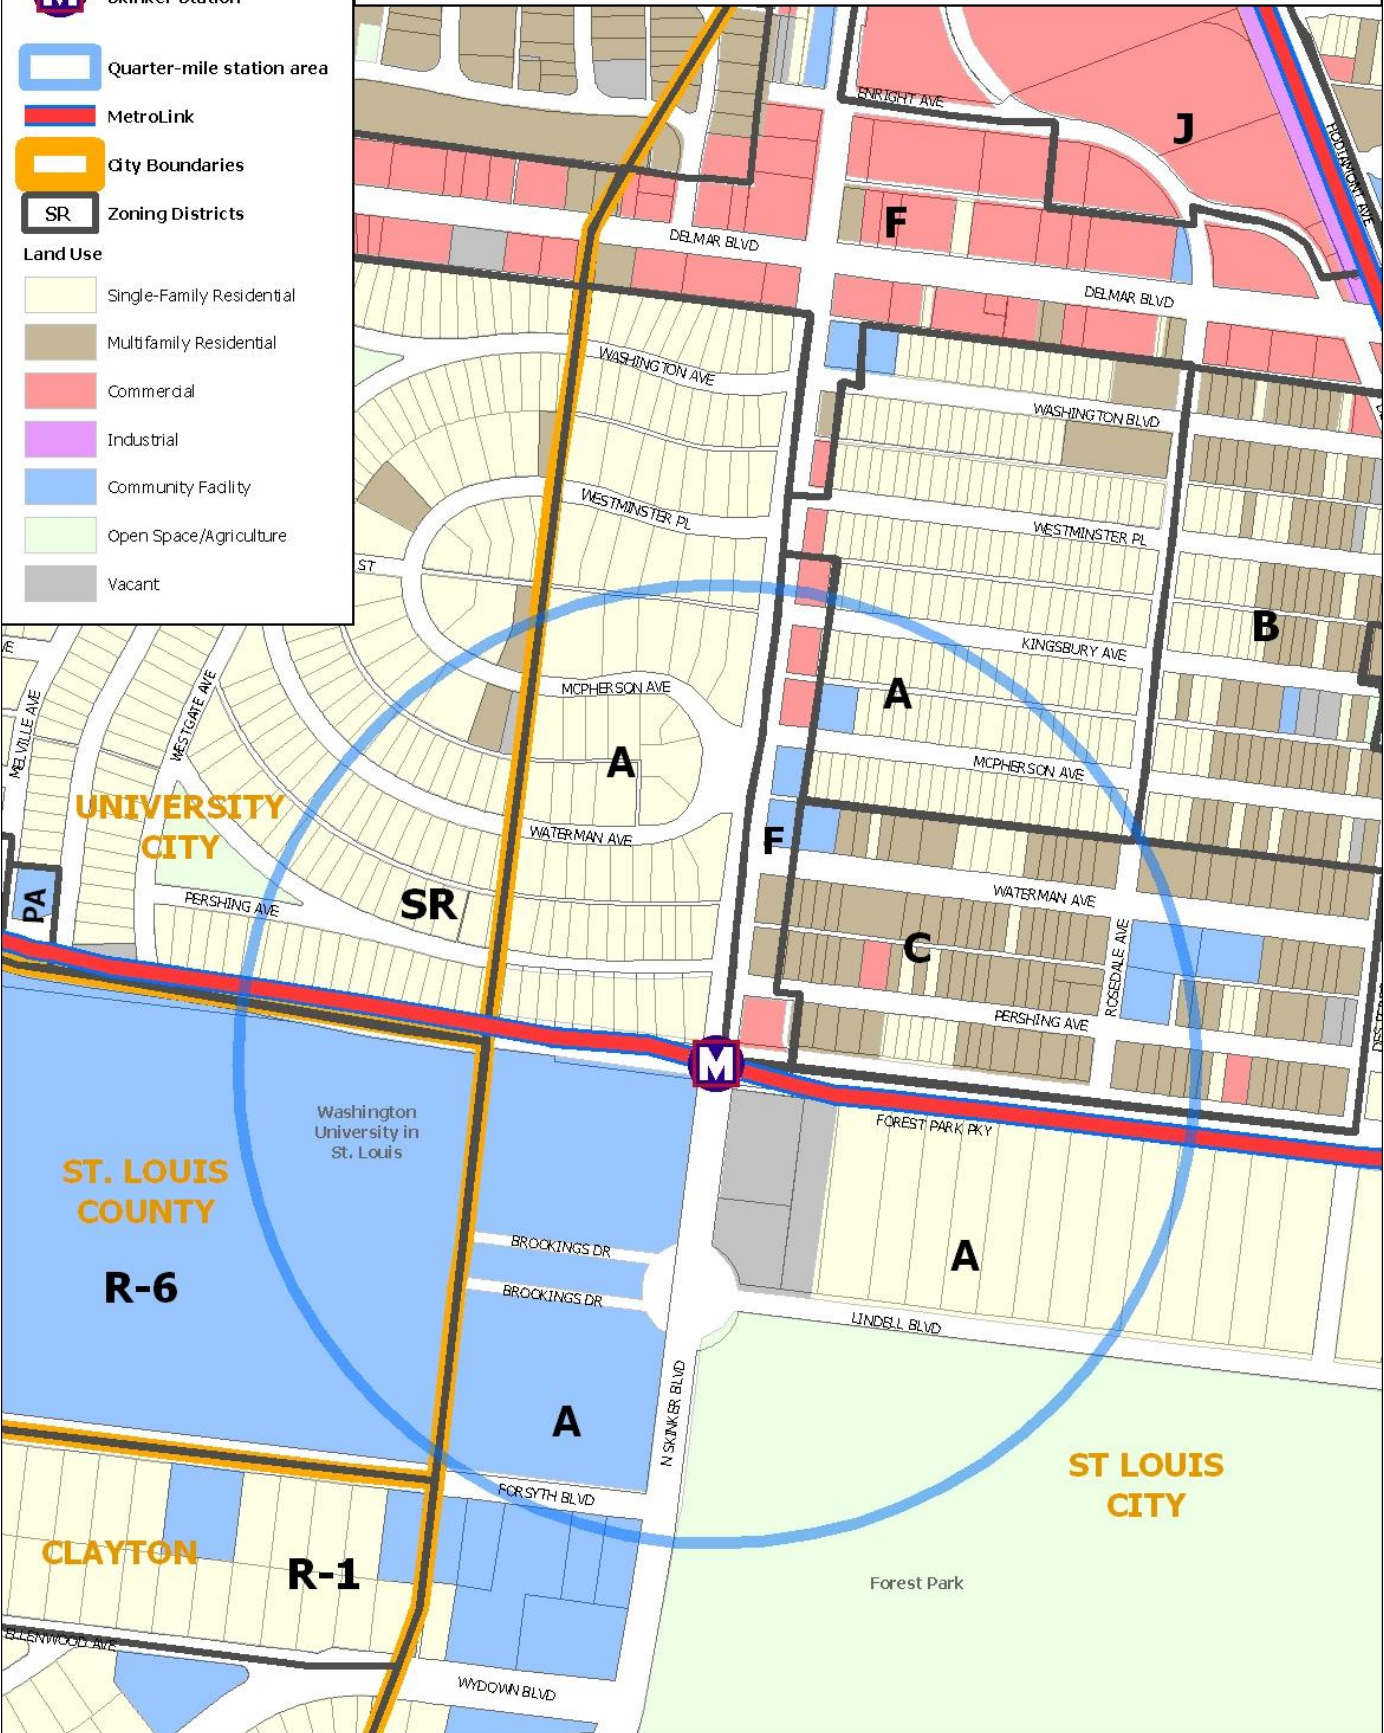 Skinker Station
Quarter-mile station area
MetroLink
City Boundaries
SR
Zoning Districts
Land Use
Single-Family Residential
Multifamily Residential
Commercial
Industrial
Community Facility
Open Space/Agriculture
Vacant
ENRIGHT AVE
J
HODIAMONT AVE
F
DELMAR BLVD
DELMAR BLVD
WASHINGTON AVE
WASHINGTON BLVD
WESTMINSTER PL
WESTMINSTER PL
ST
B
KINGSBURY AVE
MCPHERSON AVE
A
WESTGATE AVE
MELVILLE AVE
A
MCPHERSON AVE
UNIVERSITY
CITY
WATERMAN AVE
F
WATERMAN AVE
PA
PERSHING AVE
SR
C
ROSEDALE AVE
PERSHING AVE
M
Washington
University in
St. Louis
FOREST PARK PKY
ST. LOUIS
COUNTY
BROOKINGS DR
A
R-6
BROOKINGS DR
LINDELL BLVD
N SKINKER BLVD
A
ST LOUIS
CITY
FORSYTH BLVD
CLAYTON
R-1
Forest Park
ELLENWOOD AVE
WYDOWN BLVD